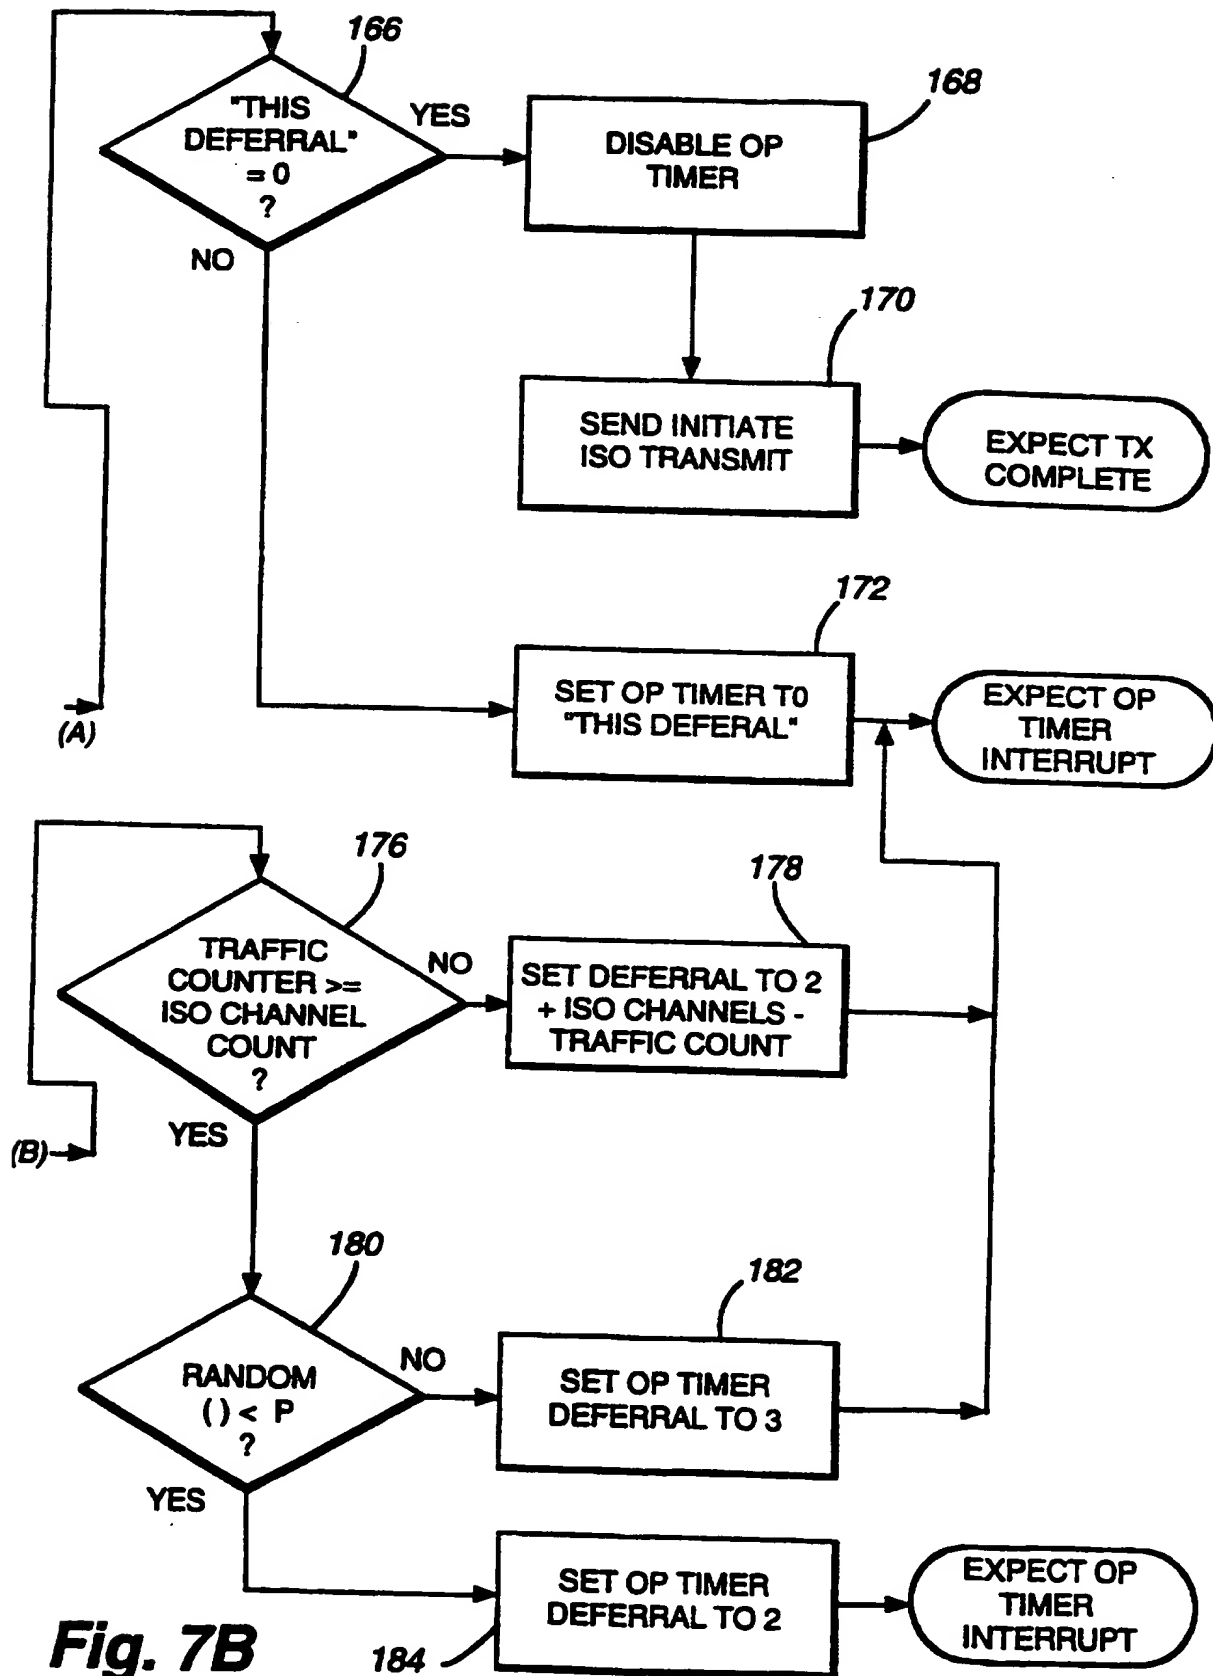 166
"THIS
DEFERRAL"
= 0
?
YES
NO
168
DISABLE OP
TIMER
170
SEND INITIATE
ISO TRANSMIT
EXPECT TX
COMPLETE
172
SET OP TIMER TO
"THIS DEFERAL"
EXPECT OP
TIMER
INTERRUPT
(A)
176
TRAFFIC
COUNTER >=
ISO CHANNEL
COUNT
?
NO
YES
178
SET DEFERRAL TO 2
+ ISO CHANNELS -
TRAFFIC COUNT
(B)
180
RANDOM
( ) < P
?
NO
YES
182
SET OP TIMER
DEFERRAL TO 3
184
SET OP TIMER
DEFERRAL TO 2
EXPECT OP
TIMER
INTERRUPT
Fig. 7B